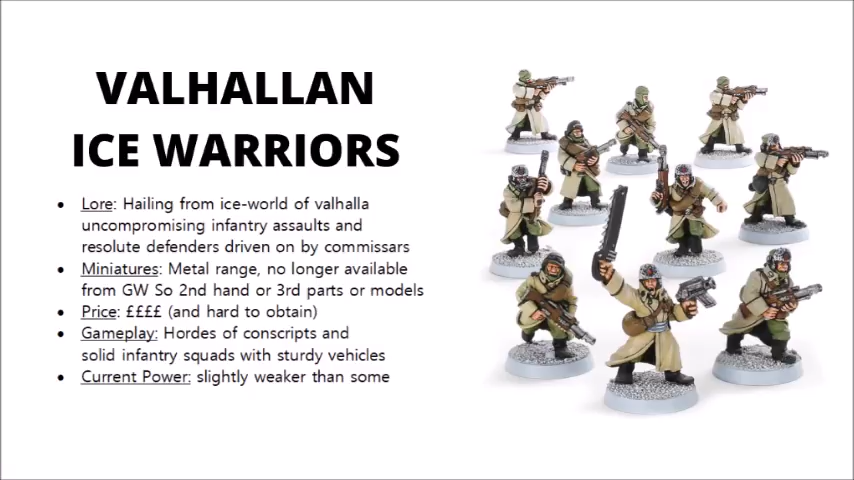 VALHALLAN
ICE WARRIORS
• Lore: Hailing from ice-world of valhalla
uncompromising infantry assaults and
resolute defenders driven on by commissars
• Miniatures: Metal range, no longer available
from GW So 2nd hand or 3rd parts or models
• Price: ££££ (and hard to obtain)
• Gameplay: Hordes of conscripts and
solid infantry squads with sturdy vehicles
• Current Power: slightly weaker than some